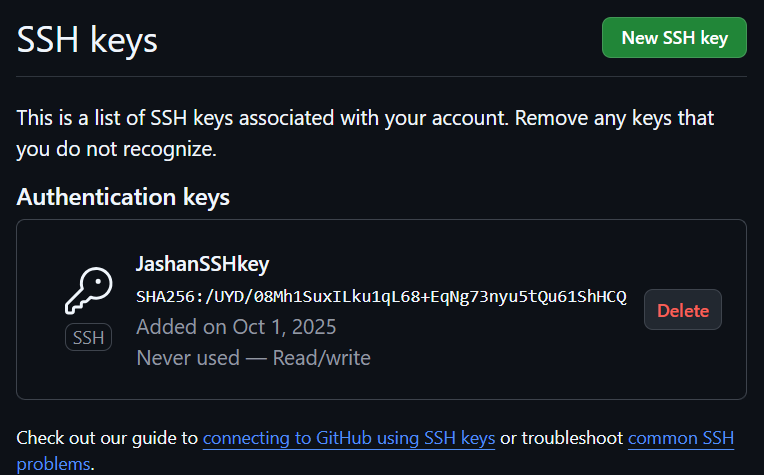 SSH keys
New SSH key
This is a list of SSH keys associated with your account. Remove any keys that
you do not recognize.
Authentication keys
JashanSSHkey
SHA256:/UYD/08Mh1SuxILku1qL68+EqNg73nyu5tQu61ShHCQ
Added on Oct 1, 2025
Never used — Read/write
SSH
Delete
Check out our guide to connecting to GitHub using SSH keys or troubleshoot common SSH
problems.